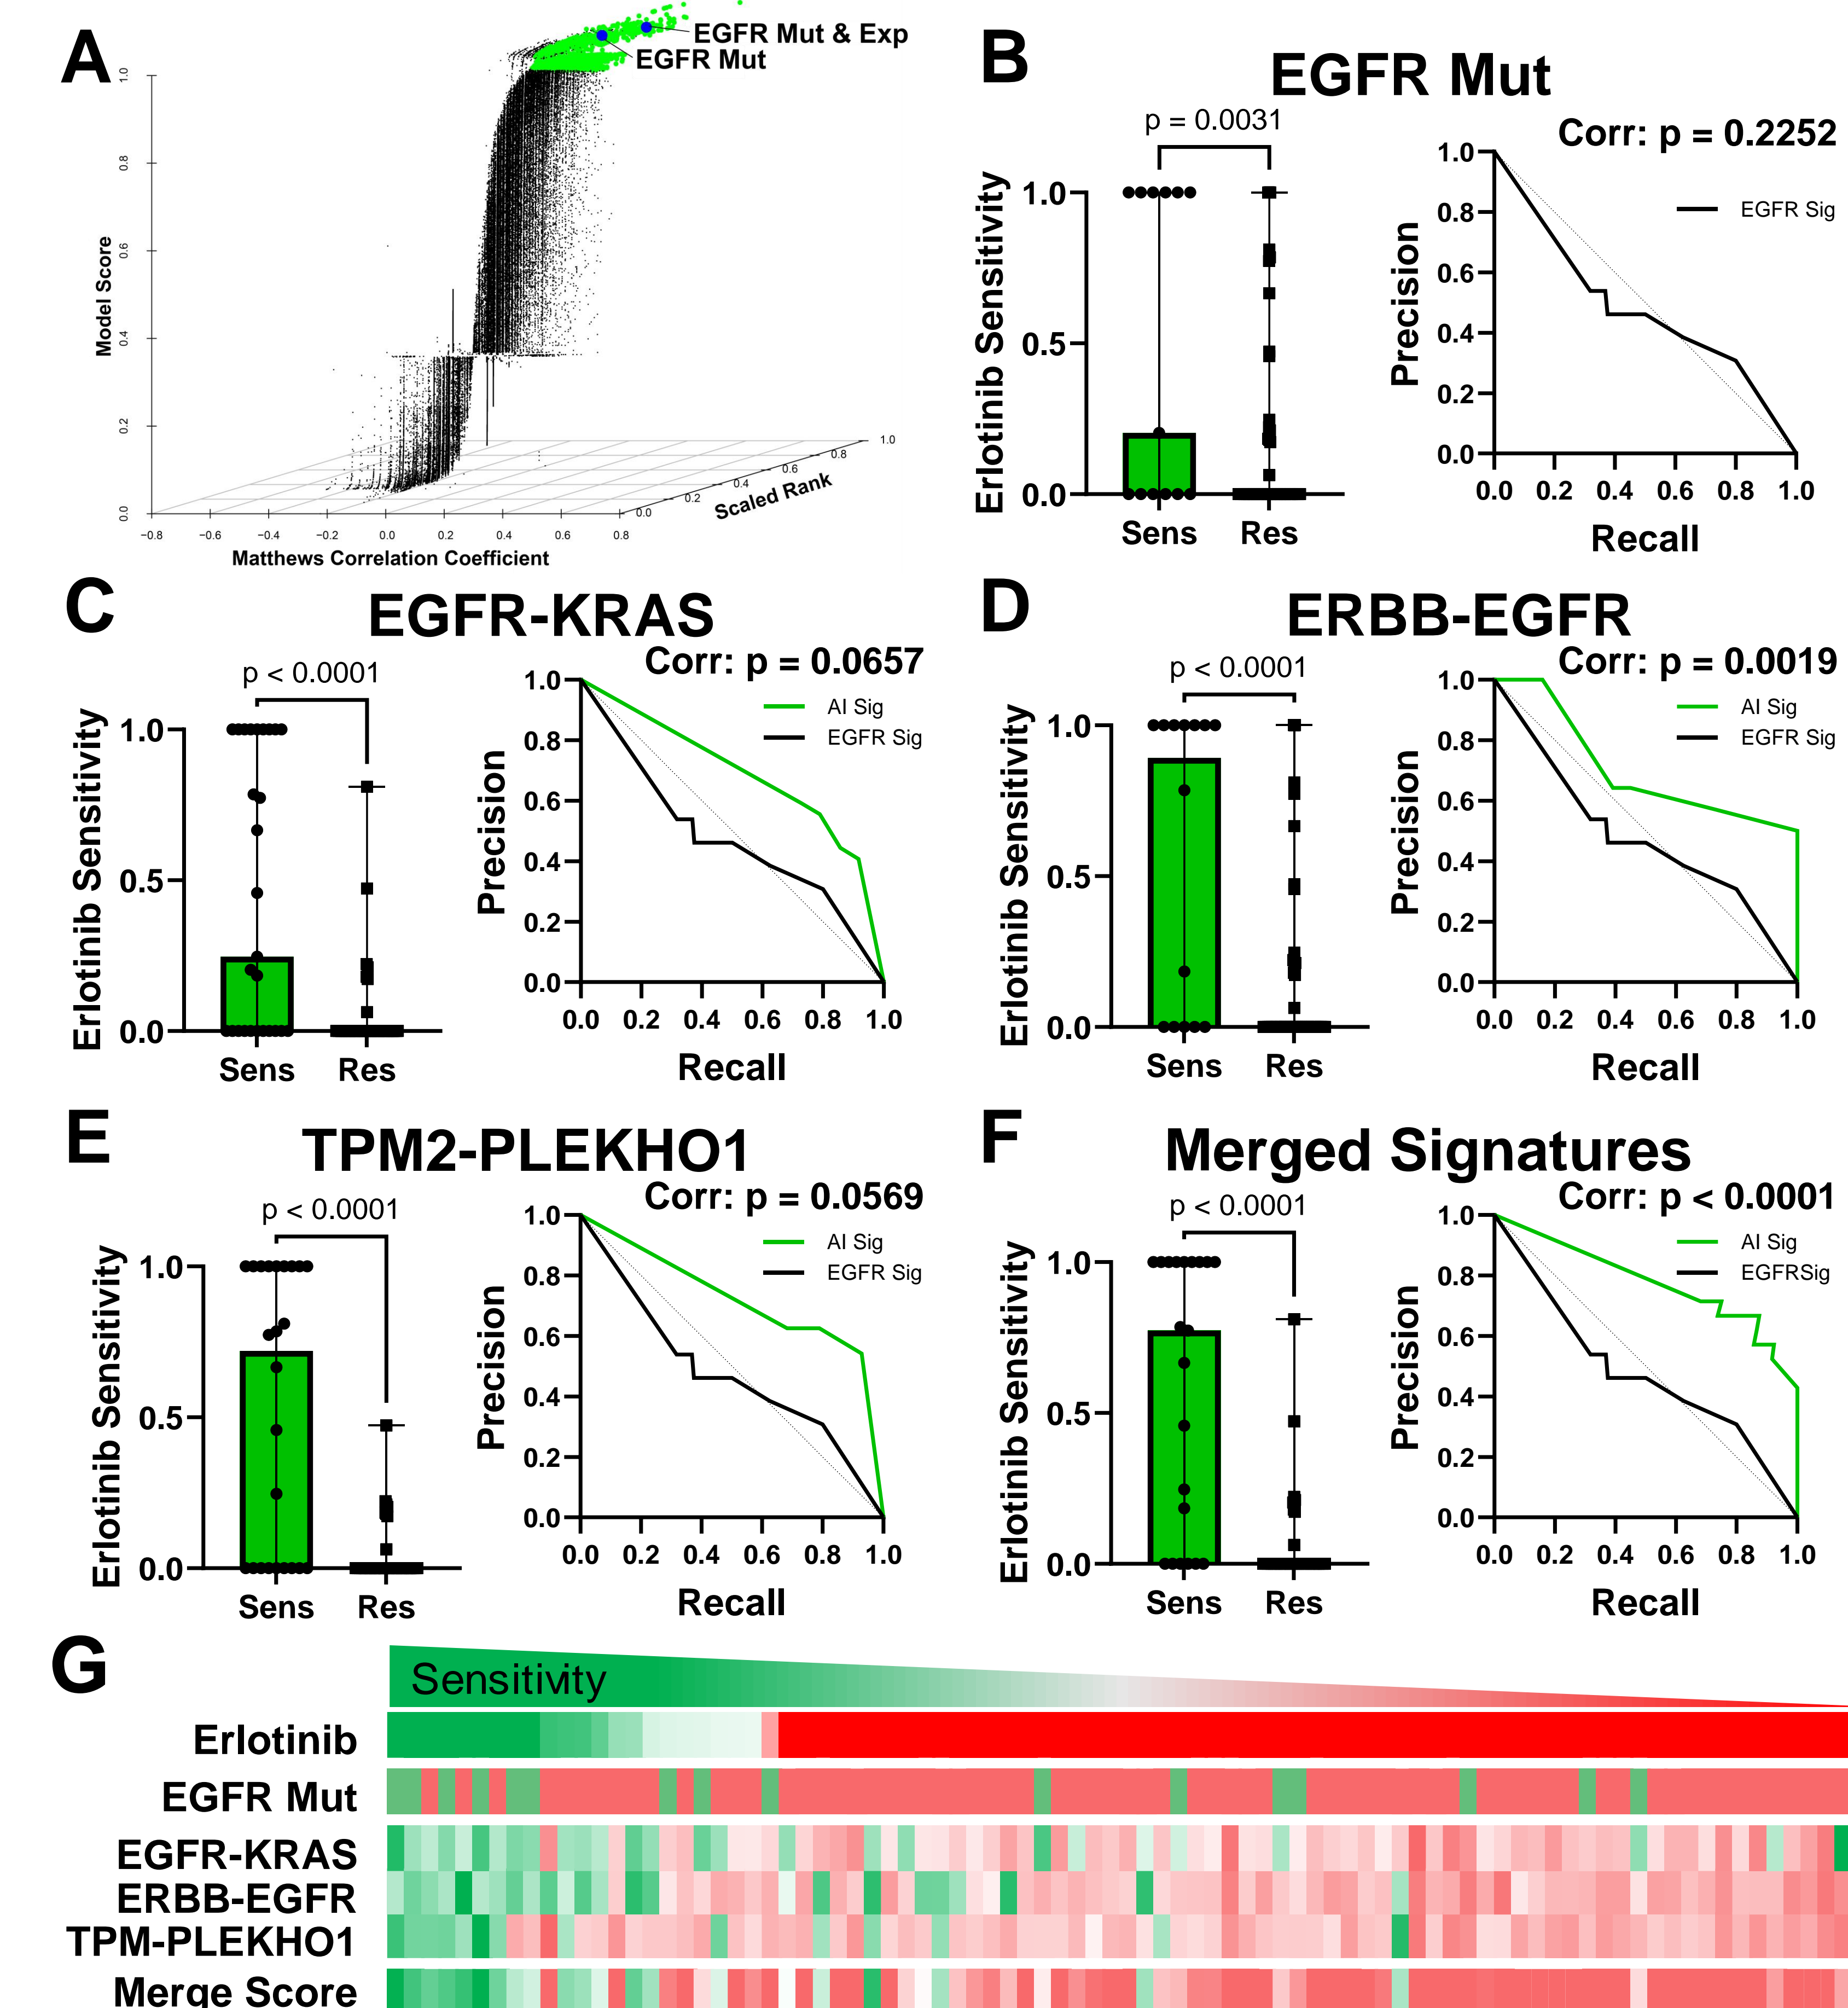 A
EGFR Mut & Exp
EGFR Mut
Model Score
1.0
0.8
0.6
0.4
0.2
0.0
−0.8 −0.6 −0.4 −0.2 0.0 0.2 0.4 0.6 0.8
Matthews Correlation Coefficient
0.0 0.2 0.4 0.6 0.8 1.0
Scaled Rank
B
EGFR Mut
p = 0.0031
Erlotinib Sensitivity
1.0
0.5
0.0
Sens Res
Corr: p = 0.2252
EGFR Sig
Precision
1.0
0.8
0.6
0.4
0.2
0.0
0.0 0.2 0.4 0.6 0.8 1.0
Recall
C
EGFR-KRAS
p < 0.0001
Erlotinib Sensitivity
1.0
0.5
0.0
Sens Res
Corr: p = 0.0657
AI Sig
EGFR Sig
Precision
1.0
0.8
0.6
0.4
0.2
0.0
0.0 0.2 0.4 0.6 0.8 1.0
Recall
D
ERBB-EGFR
p < 0.0001
Erlotinib Sensitivity
1.0
0.5
0.0
Sens Res
Corr: p = 0.0019
AI Sig
EGFR Sig
Precision
1.0
0.8
0.6
0.4
0.2
0.0
0.0 0.2 0.4 0.6 0.8 1.0
Recall
E
TPM2-PLEKHO1
p < 0.0001
Erlotinib Sensitivity
1.0
0.5
0.0
Sens Res
Corr: p = 0.0569
AI Sig
EGFR Sig
Precision
1.0
0.8
0.6
0.4
0.2
0.0
0.0 0.2 0.4 0.6 0.8 1.0
Recall
F
Merged Signatures
p < 0.0001
Erlotinib Sensitivity
1.0
0.5
0.0
Sens Res
Corr: p < 0.0001
AI Sig
EGFRSig
Precision
1.0
0.8
0.6
0.4
0.2
0.0
0.0 0.2 0.4 0.6 0.8 1.0
Recall
G
Sensitivity
Erlotinib
EGFR Mut
EGFR-KRAS
ERBB-EGFR
TPM-PLEKHO1
Merge Score